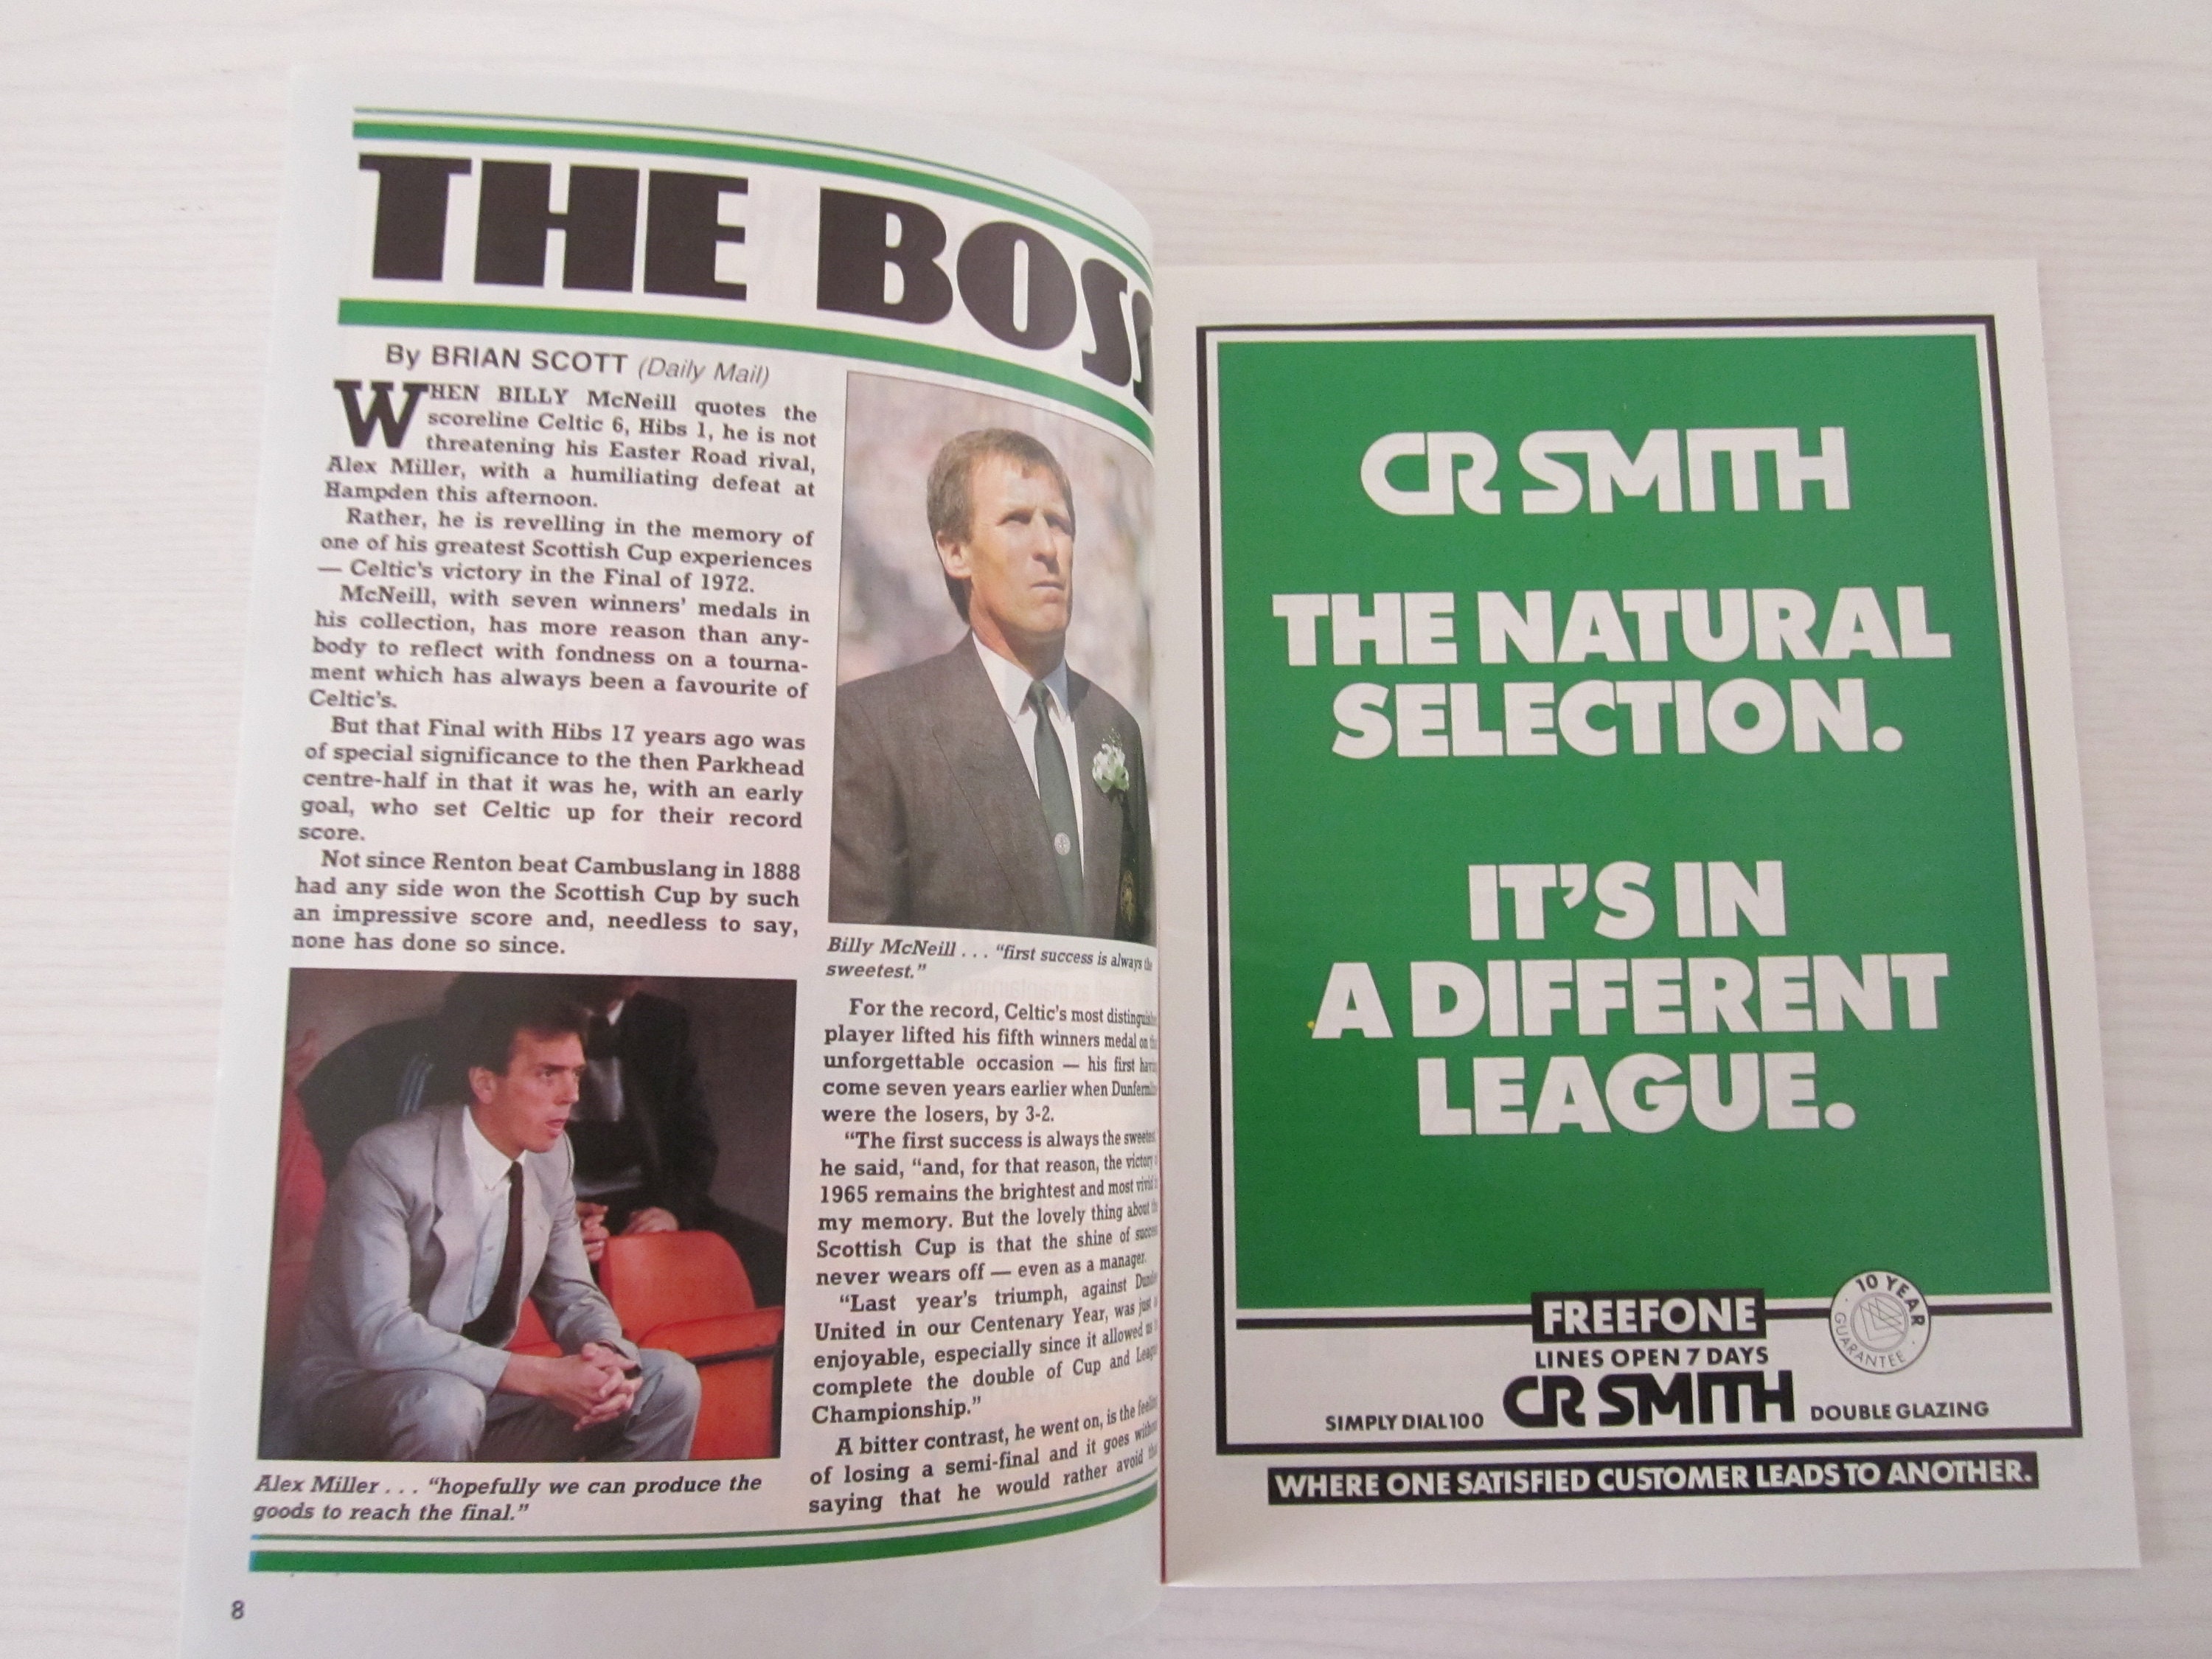 THE BOSS
By BRIAN SCOTT (Daily Mail)
WHEN BILLY McNeill quotes the
scoreline Celtic 6, Hibs 1, he is not
threatening his Easter Road rival,
Alex Miller, with a humiliating defeat at
Hampden this afternoon.
Rather, he is revelling in the memory of
one of his greatest Scottish Cup experiences
— Celtic's victory in the Final of 1972.
McNeill, with seven winners' medals in
his collection, has more reason than any-
body to reflect with fondness on a tourna-
ment which has always been a favourite of
Celtic's.
But that Final with Hibs 17 years ago was
of special significance to the then Parkhead
centre-half in that it was he, with an early
goal, who set Celtic up for their record
score.
Not since Renton beat Cambuslang in 1888
had any side won the Scottish Cup by such
an impressive score and, needless to say,
none has done so since.
Alex Miller . . . "hopefully we can produce the
goods to reach the final."
8
Billy McNeill . . . "first success is always the
sweetest."
For the record, Celtic's most
player lifted his fifth winners medal on
unforgettable occasion — his first
come seven years earlier when
were the losers, by 3-2.
"The first success is always the
he said, "and, for that reason, the victory
1965 remains the brightest and most vivid
my memory. But the lovely thing about
Scottish Cup is that the shine of
never wears off — even as a manager.
"Last year's triumph, against
United in our Centenary Year, was just
enjoyable, especially since it allowed
complete the double of Cup and
Championship."
A bitter contrast, he went on, is the
of losing a semi-final and it goes
saying that he would rather avoid
CR SMITH
THE NATURAL
SELECTION.
IT'S IN
A DIFFERENT
LEAGUE.
FREEFONE
10 YEAR
GUARANTEE
LINES OPEN 7 DAYS
SIMPLY DIAL 100 CR SMITH DOUBLE GLAZING
WHERE ONE SATISFIED CUSTOMER LEADS TO ANOTHER.